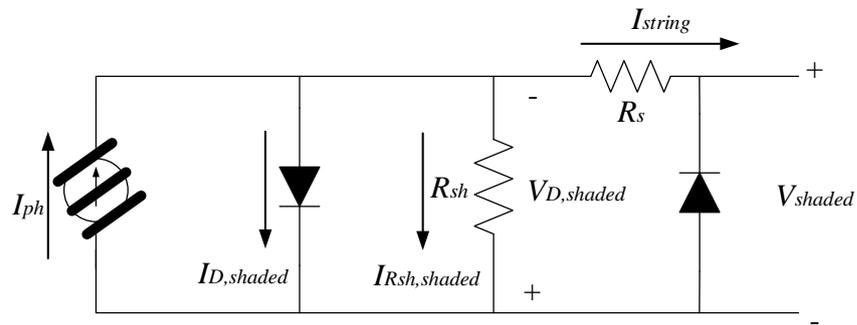 Istring
+
-
Rs
Iph
Rsh
VD,shaded
Vshaded
ID,shaded
IRsh,shaded
+
-